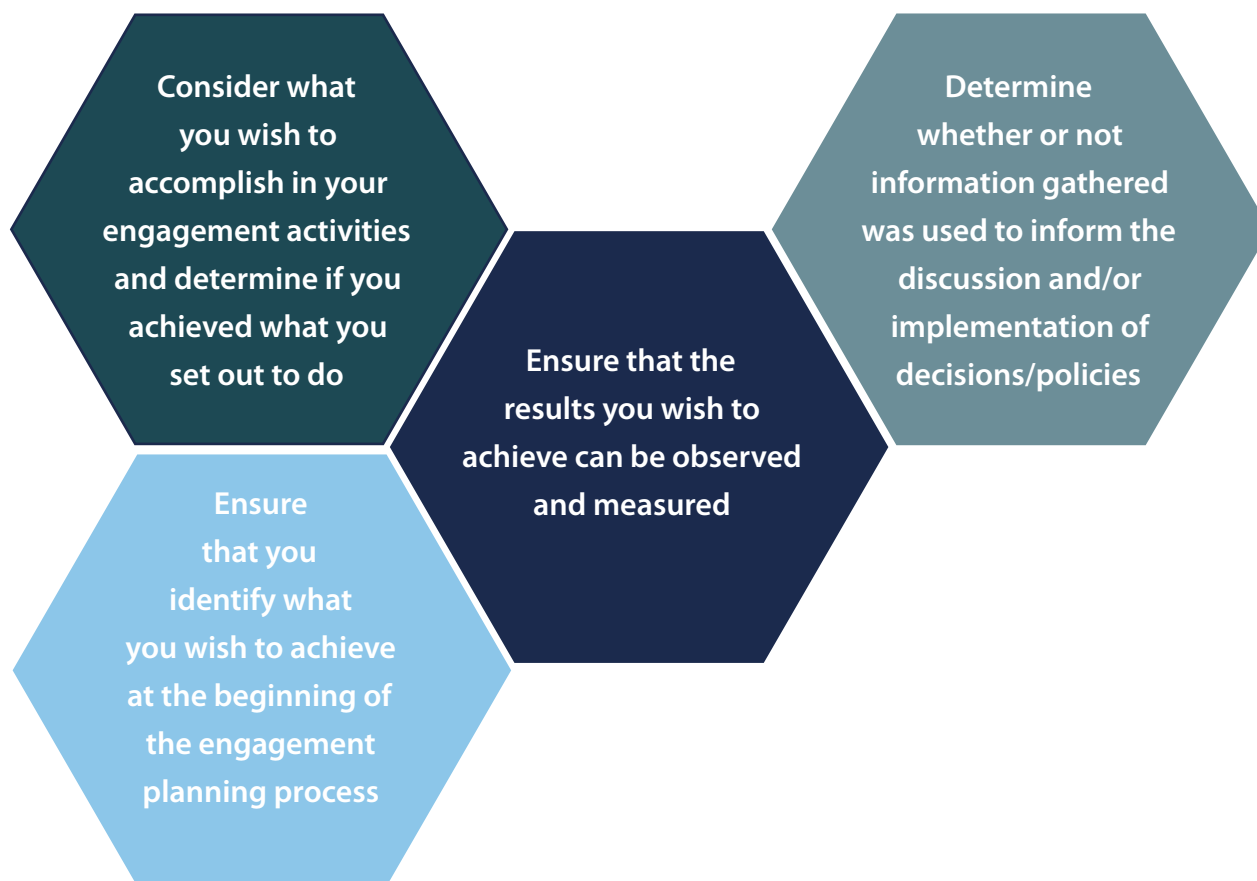 Consider what
you wish to
accomplish in your
engagement activities
and determine if you
achieved what you
set out to do
Ensure
that you
identify what
you wish to achieve
at the beginning of
the engagement
planning process
Ensure that the
results you wish to
achieve can be observed
and measured
Determine
whether or not
information gathered
was used to inform the
discussion and/or
implementation of
decisions/policies